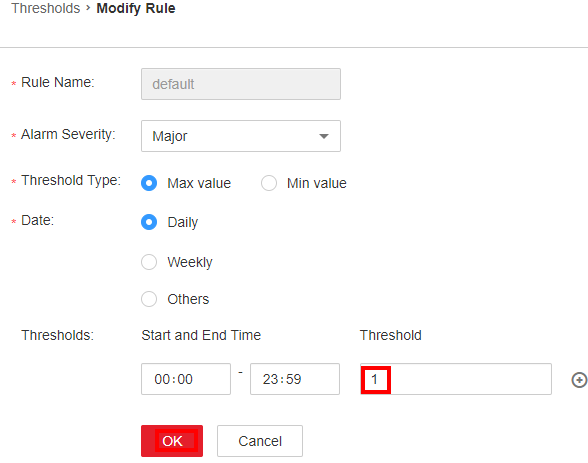 Thresholds > Modify Rule
* Rule Name: default
* Alarm Severity: Major
* Threshold Type: Max value Min value
* Date: Daily
Weekly
Others
Thresholds: Start and End Time Threshold
00:00 - 23:59 1
OK Cancel